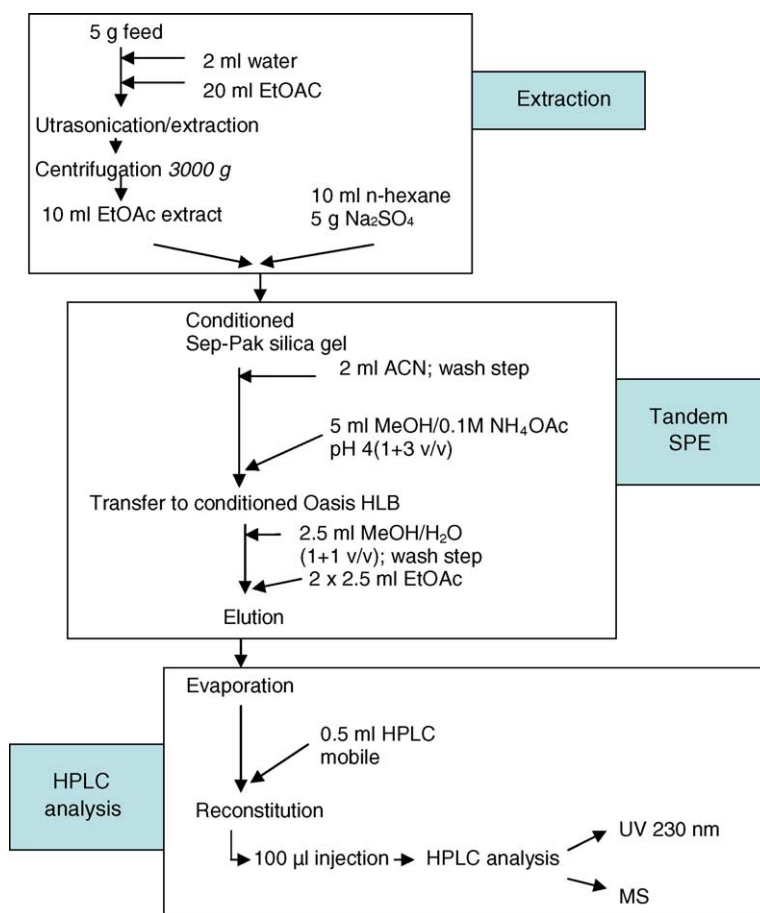 5 g feed
2 ml water
20 ml EtOAC
Extraction
Utrasonication/extraction
Centrifugation 3000 g
10 ml EtOAc extract
10 ml n-hexane
5 g Na₂SO₄
Conditioned
Sep-Pak silica gel
2 ml ACN; wash step
5 ml MeOH/0.1M NH₄OAc
pH 4(1+3 v/v)
Tandem
SPE
Transfer to conditioned Oasis HLB
2.5 ml MeOH/H₂O
(1+1 v/v); wash step
2 x 2.5 ml EtOAc
Elution
Evaporation
0.5 ml HPLC
mobile
HPLC
analysis
Reconstitution
100 µl injection
HPLC analysis
UV 230 nm
MS